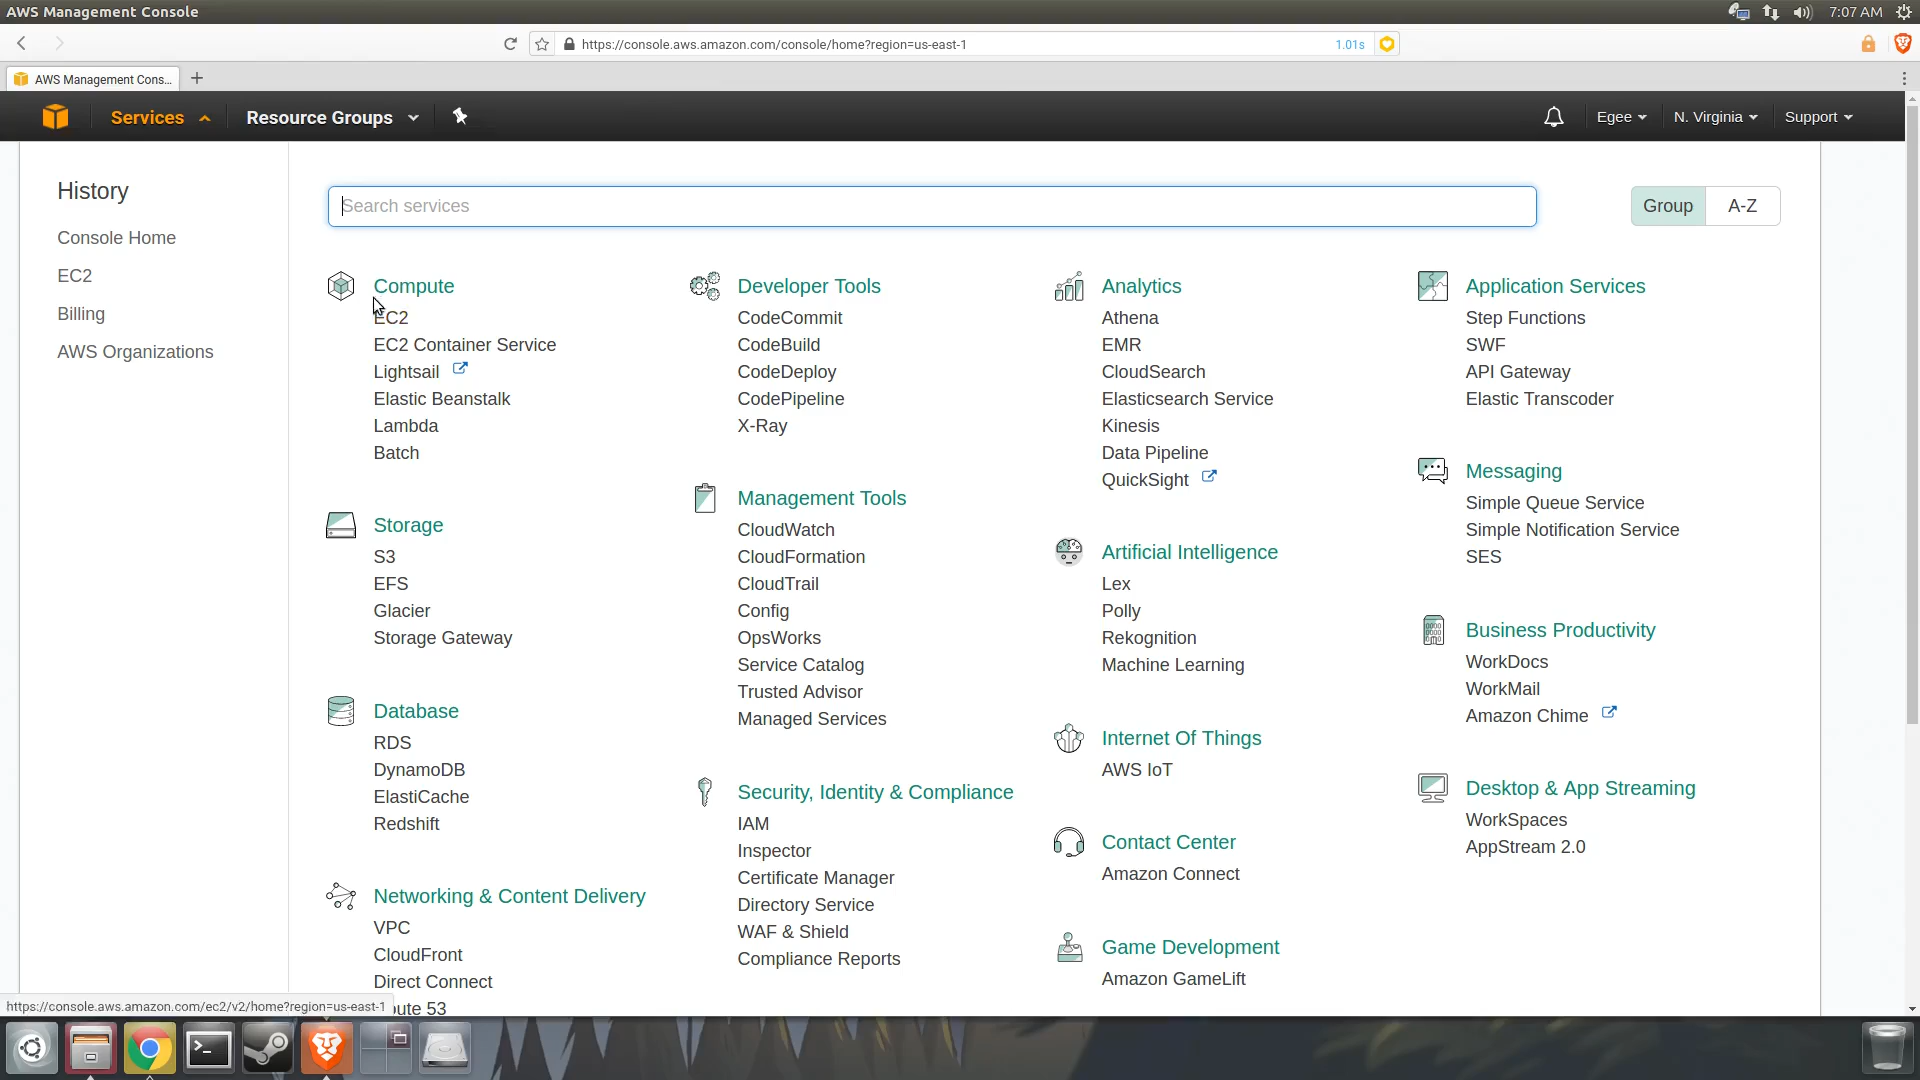 AWS Management Console
7:07 AM
https://console.aws.amazon.com/console/home?region=us-east-1
1.01s
AWS Management Cons...
Services
Resource Groups
Egee
N. Virginia
Support
History
Console Home
EC2
Billing
AWS Organizations
Search services
Group
A-Z
Compute
EC2
EC2 Container Service
Lightsail
Elastic Beanstalk
Lambda
Batch
Storage
S3
EFS
Glacier
Storage Gateway
Database
RDS
DynamoDB
ElastiCache
Redshift
Networking & Content Delivery
VPC
CloudFront
Direct Connect
oute 53
Developer Tools
CodeCommit
CodeBuild
CodeDeploy
CodePipeline
X-Ray
Management Tools
CloudWatch
CloudFormation
CloudTrail
Config
OpsWorks
Service Catalog
Trusted Advisor
Managed Services
Security, Identity & Compliance
IAM
Inspector
Certificate Manager
Directory Service
WAF & Shield
Compliance Reports
Analytics
Athena
EMR
CloudSearch
Elasticsearch Service
Kinesis
Data Pipeline
QuickSight
Artificial Intelligence
Lex
Polly
Rekognition
Machine Learning
Internet Of Things
AWS IoT
Contact Center
Amazon Connect
Game Development
Amazon GameLift
Application Services
Step Functions
SWF
API Gateway
Elastic Transcoder
Messaging
Simple Queue Service
Simple Notification Service
SES
Business Productivity
WorkDocs
WorkMail
Amazon Chime
Desktop & App Streaming
WorkSpaces
AppStream 2.0
https://console.aws.amazon.com/ec2/v2/home?region=us-east-1